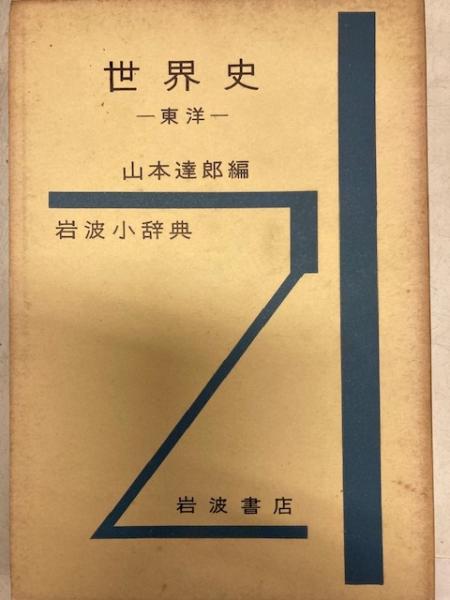 世界史
―東洋―
山本達郎編
岩波小辞典
岩波書店